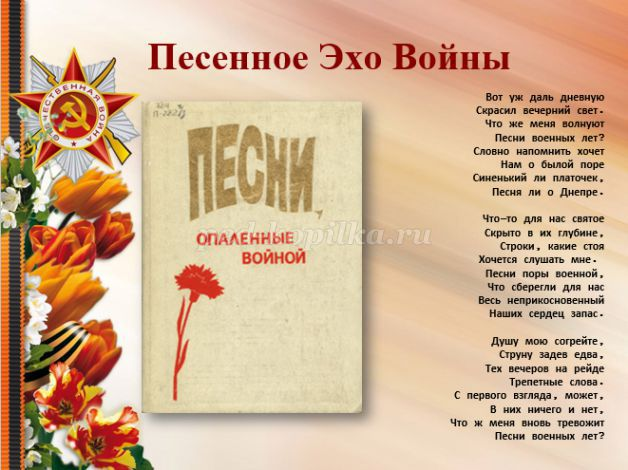 Песенное Эхо Войны
ОТЕЧЕСТВЕННАЯ ВОЙНА
ПЕСНИ,
ОПАЛЕННЫЕ
ВОЙНОЙ
Вот уж даль дневную
Скрасил вечерний свет.
Что же меня волнуют
Песни военных лет?
Словно напомнить хочет
Нам о былой поре
Синенький ли платочек,
Песня ли о Днепре.
Что-то для нас святое
Скрыто в их глубине,
Строки, какие стоя
Хочется слушать мне.
Песни поры военной,
Что сберегли для нас
Весь неприкосновенный
Наших сердец запас.
Душу мою согрейте,
Струну задев едва,
Тех вечеров на рейде
Трепетные слова.
С первого взгляда, может,
В них ничего и нет,
Что ж меня вновь тревожит
Песни военных лет?